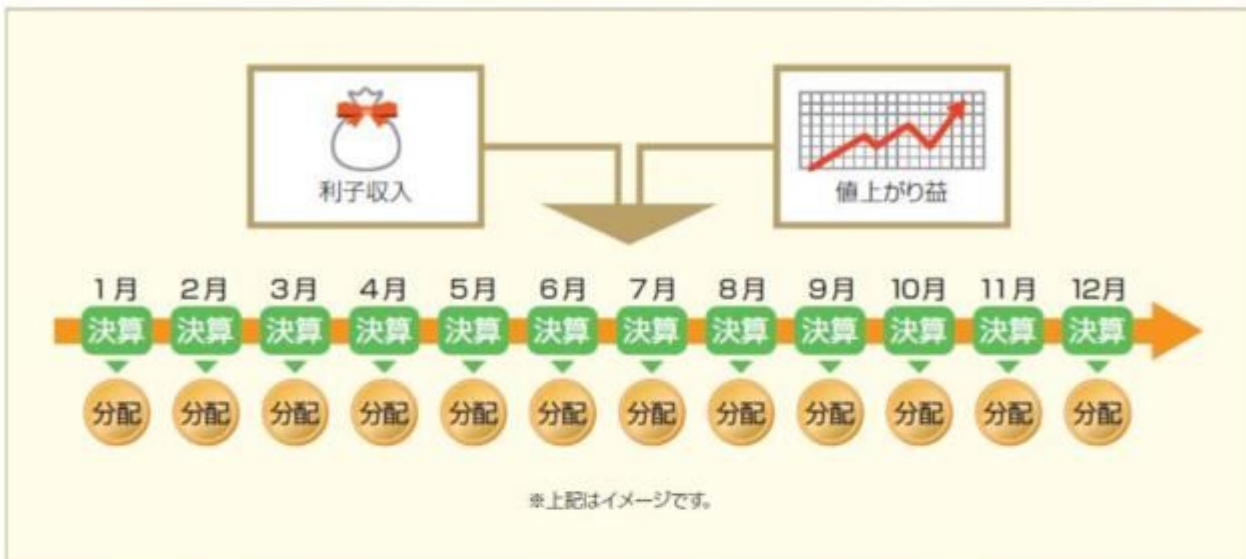 利子収入
値上がり益
1月 2月 3月 4月 5月 6月 7月 8月 9月 10月 11月 12月
決算 決算 決算 決算 決算 決算 決算 決算 決算 決算 決算 決算
分配 分配 分配 分配 分配 分配 分配 分配 分配 分配 分配 分配
※上記はイメージです。